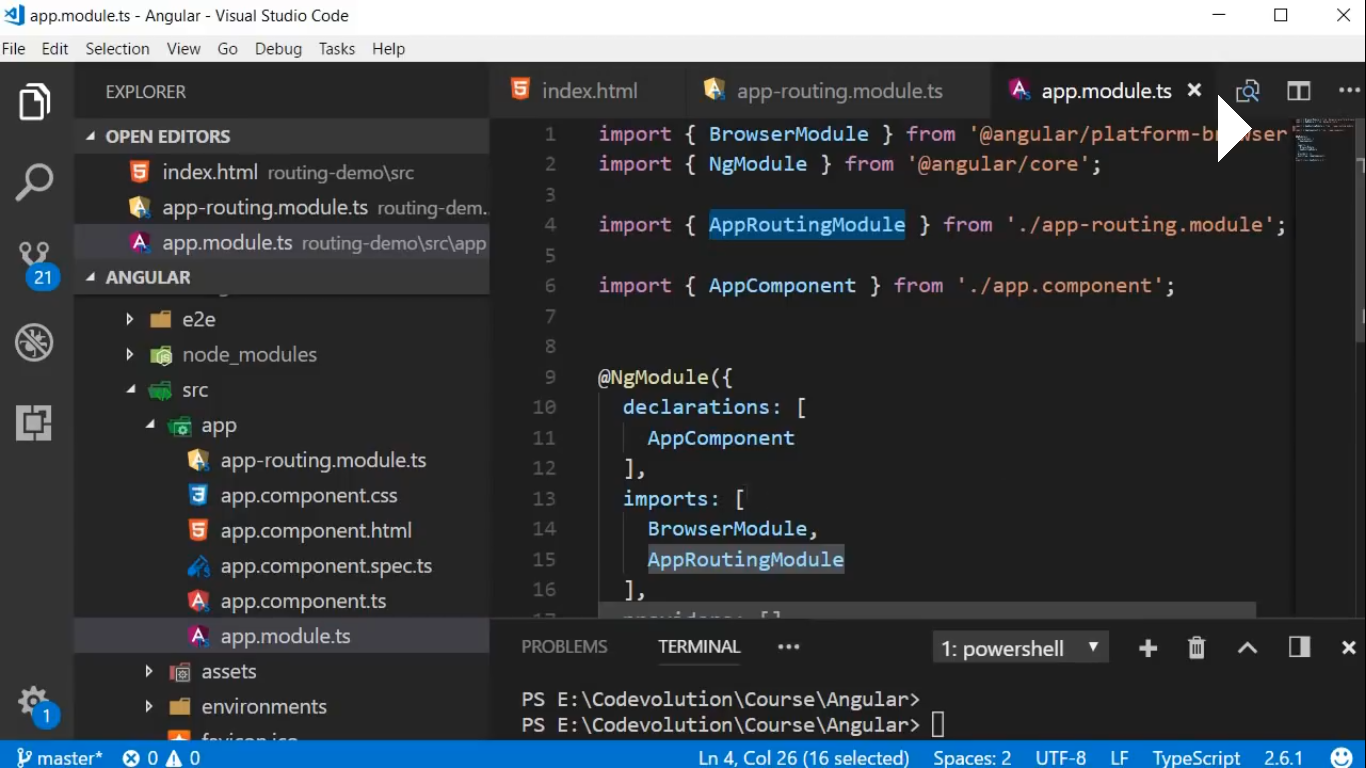 app.module.ts - Angular - Visual Studio Code
File Edit Selection View Go Debug Tasks Help
EXPLORER
OPEN EDITORS
index.html routing-demo\src
app-routing.module.ts routing-dem...
app.module.ts routing-demo\src\app
ANGULAR
e2e
node_modules
src
app
app-routing.module.ts
app.component.css
app.component.html
app.component.spec.ts
app.component.ts
app.module.ts
assets
environments
favicon.ico
21
1
index.html app-routing.module.ts app.module.ts
1 import { BrowserModule } from '@angular/platform-browser'
2 import { NgModule } from '@angular/core';
3
4 import { AppRoutingModule } from './app-routing.module';
5
6 import { AppComponent } from './app.component';
7
8
9 @NgModule({
10 declarations: [
11 AppComponent
12 ],
13 imports: [
14 BrowserModule,
15 AppRoutingModule
16 ],
17 providers: []
PROBLEMS TERMINAL ••• 1: powershell
PS E:\Codevolution\Course\Angular>
PS E:\Codevolution\Course\Angular>
master* 0 0 Ln 4, Col 26 (16 selected) Spaces: 2 UTF-8 LF TypeScript 2.6.1